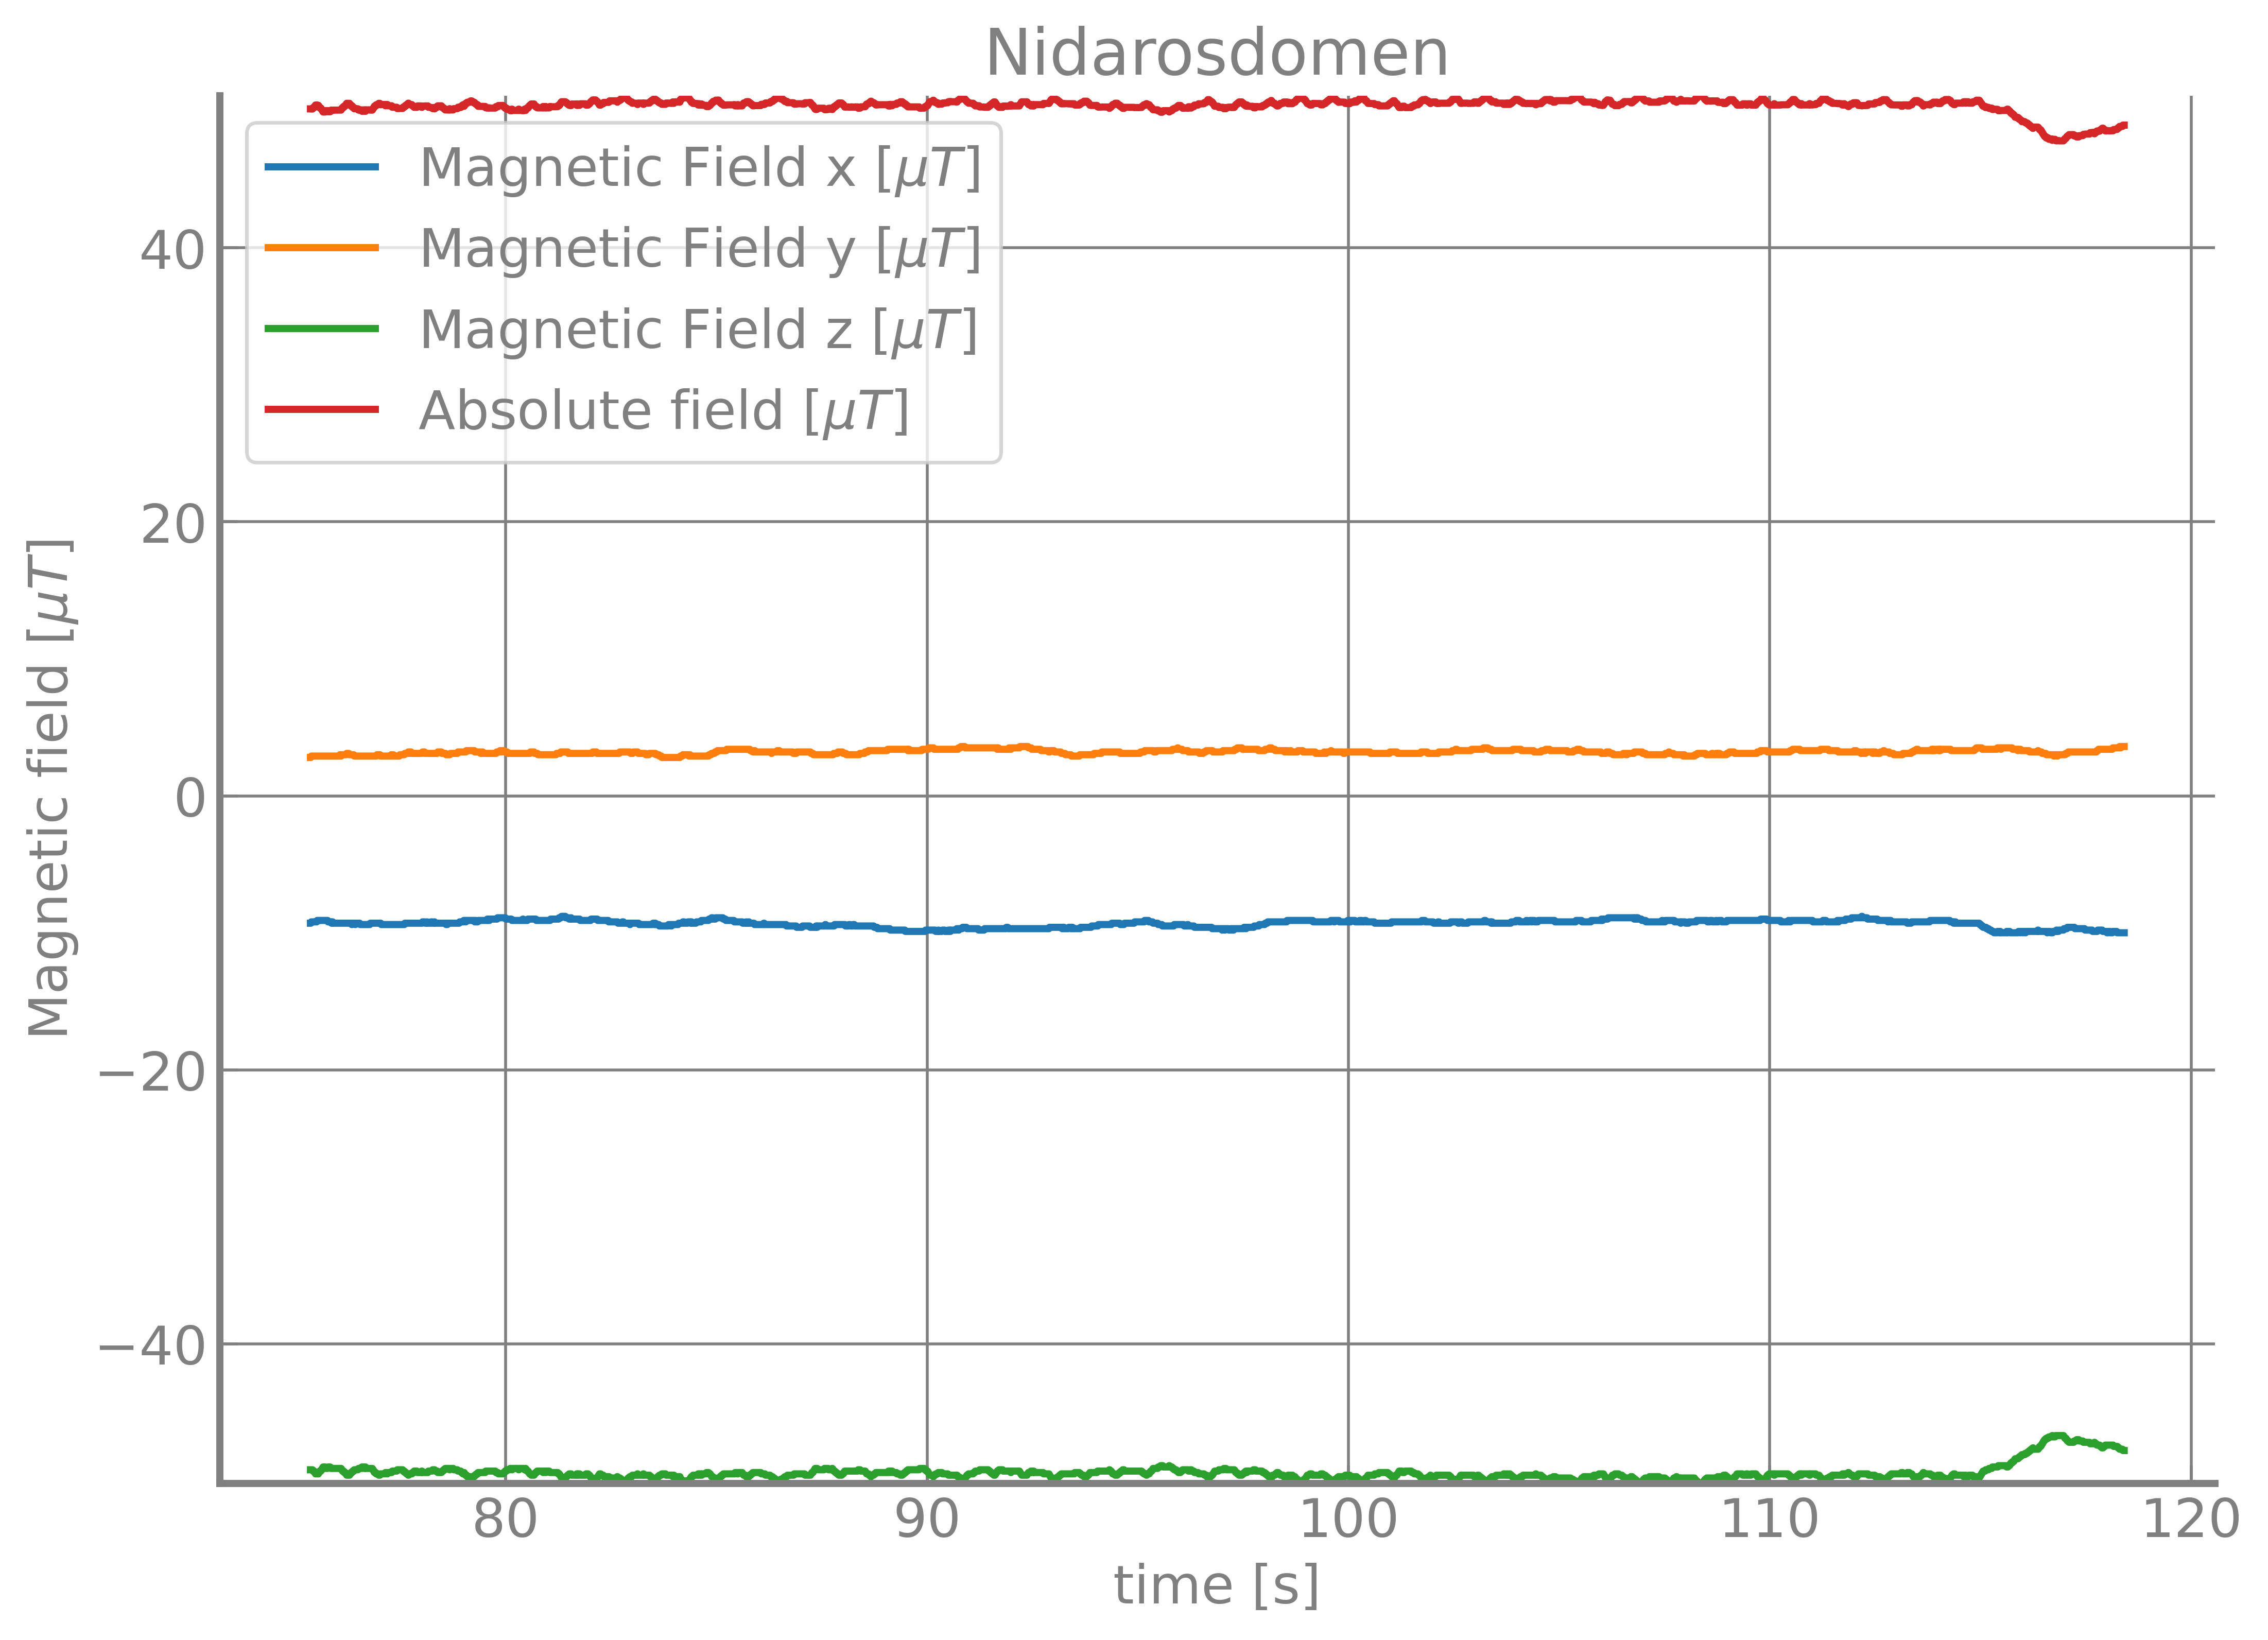 Nidarosdomen
Magnetic Field x [μT]
Magnetic Field y [μT]
Magnetic Field z [μT]
Absolute field [μT]
Magnetic field [μT]
40
20
0
−20
−40
80 90 100 110 120
time [s]